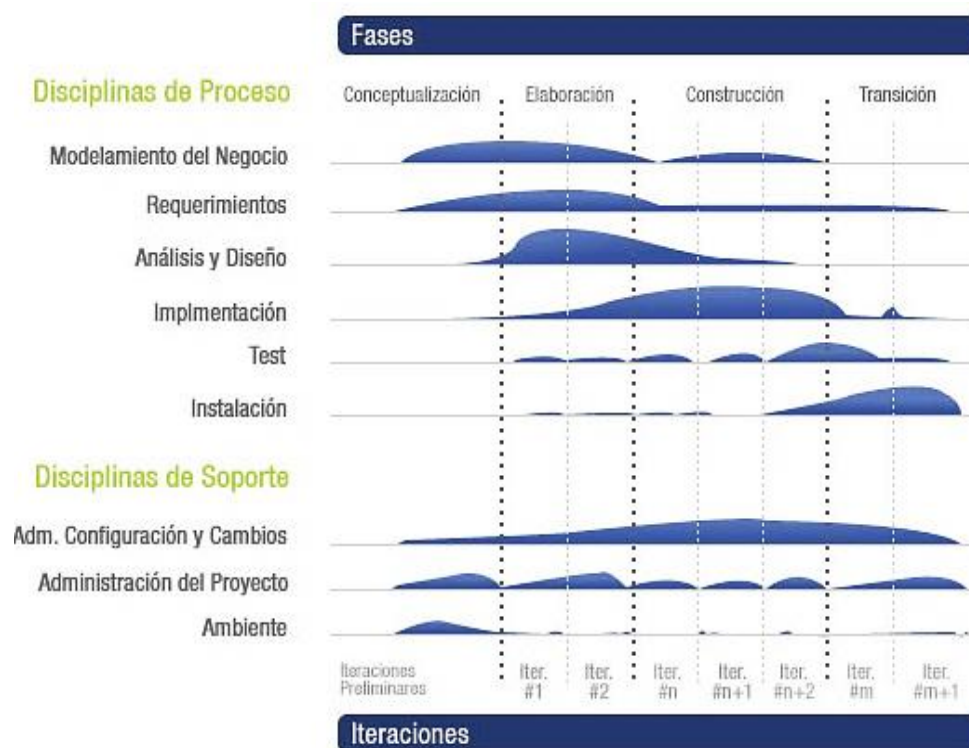 Fases
Disciplinas de Proceso
Conceptualización Elaboración Construcción Transición
Modelamiento del Negocio
Requerimientos
Análisis y Diseño
Implmentación
Test
Instalación
Disciplinas de Soporte
Adm. Configuración y Cambios
Administración del Proyecto
Ambiente
Iteraciones Iter. Iter. Iter. Iter. Iter. Iter. Iter.
Preliminares #1 #2 #n #n+1 #n+2 #m #m+1
Iteraciones